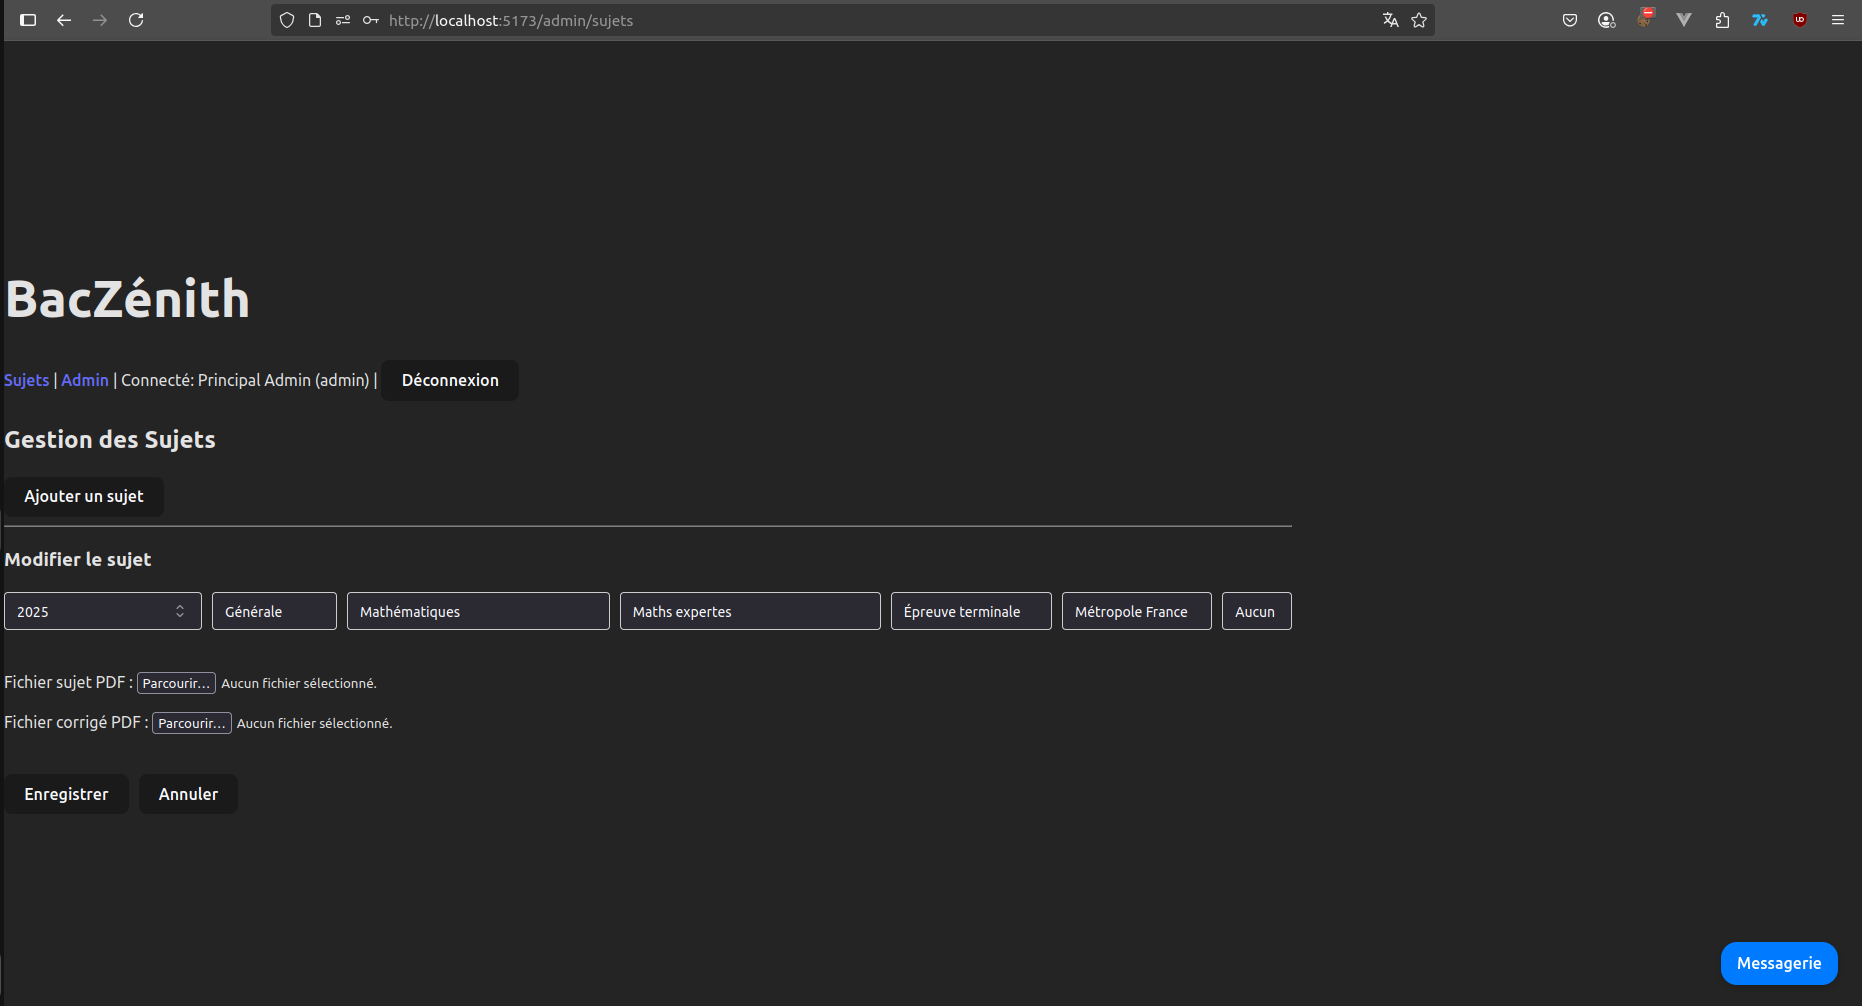 http://localhost:5173/admin/sujets
BacZénith
Sujets | Admin | Connecté: Principal Admin (admin) | Déconnexion
Gestion des Sujets
Ajouter un sujet
Modifier le sujet
2025 Générale Mathématiques Maths expertes Épreuve terminale Métropole France Aucun
Fichier sujet PDF : Parcourir... Aucun fichier sélectionné.
Fichier corrigé PDF : Parcourir... Aucun fichier sélectionné.
Enregistrer Annuler
Messagerie